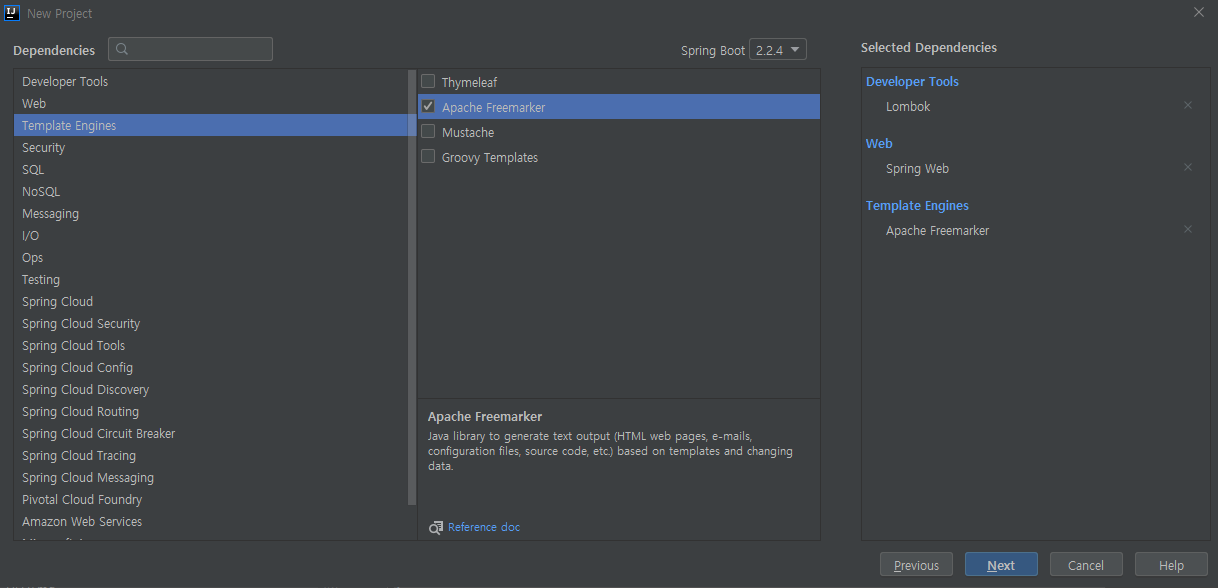 IJ
New Project
Dependencies
Spring Boot 2.2.4
Selected Dependencies
Developer Tools
Web
Template Engines
Security
SQL
NoSQL
Messaging
I/O
Ops
Testing
Spring Cloud
Spring Cloud Security
Spring Cloud Tools
Spring Cloud Config
Spring Cloud Discovery
Spring Cloud Routing
Spring Cloud Circuit Breaker
Spring Cloud Tracing
Spring Cloud Messaging
Pivotal Cloud Foundry
Amazon Web Services
Thymeleaf
Apache Freemarker
Mustache
Groovy Templates
Apache Freemarker
Java library to generate text output (HTML web pages, e-mails,
configuration files, source code, etc.) based on templates and changing
data.
Reference doc
Developer Tools
Lombok
Web
Spring Web
Template Engines
Apache Freemarker
Previous
Next
Cancel
Help